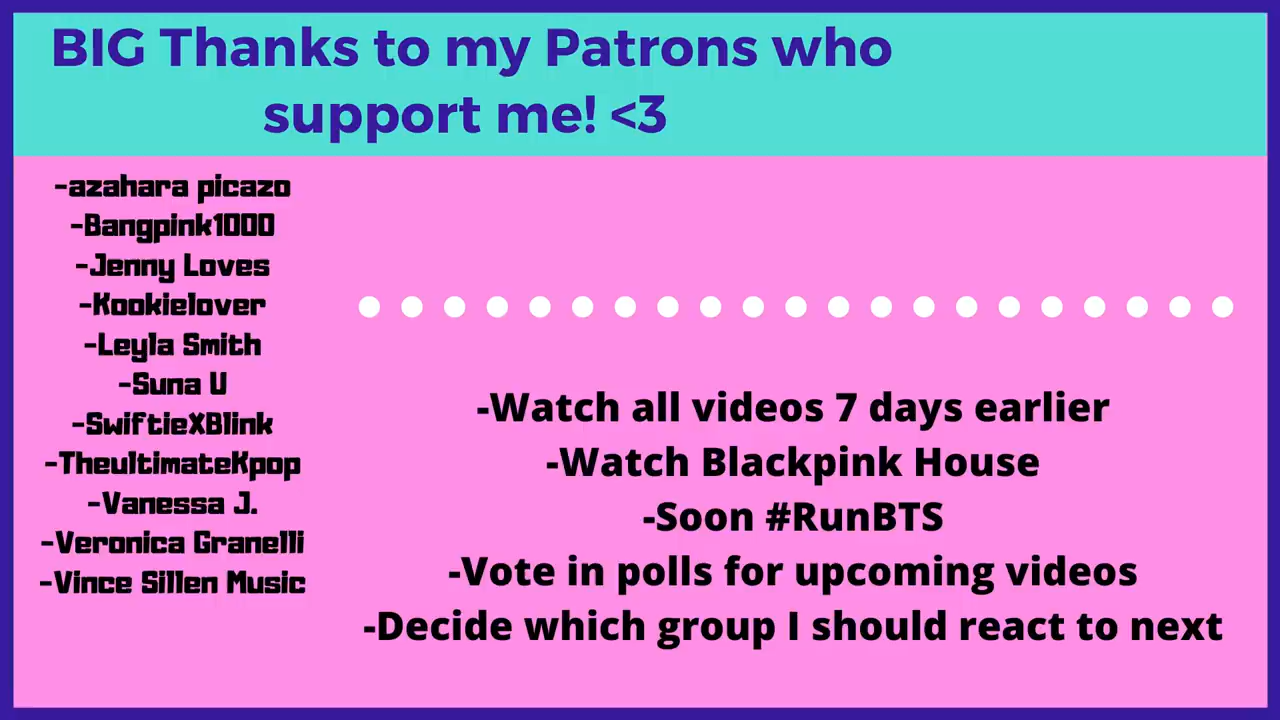 BIG Thanks to my Patrons who
support me! <3
-azahara picazo
-Bangpink1000
-Jenny Loves
-Kookielover
-Leyla Smith
-Suna U
-SwiftieXBlink
-TheultimateKpop
-Vanessa J.
-Veronica Granelli
-Vince Sillen Music
-Watch all videos 7 days earlier
-Watch Blackpink House
-Soon #RunBTS
-Vote in polls for upcoming videos
-Decide which group I should react to next